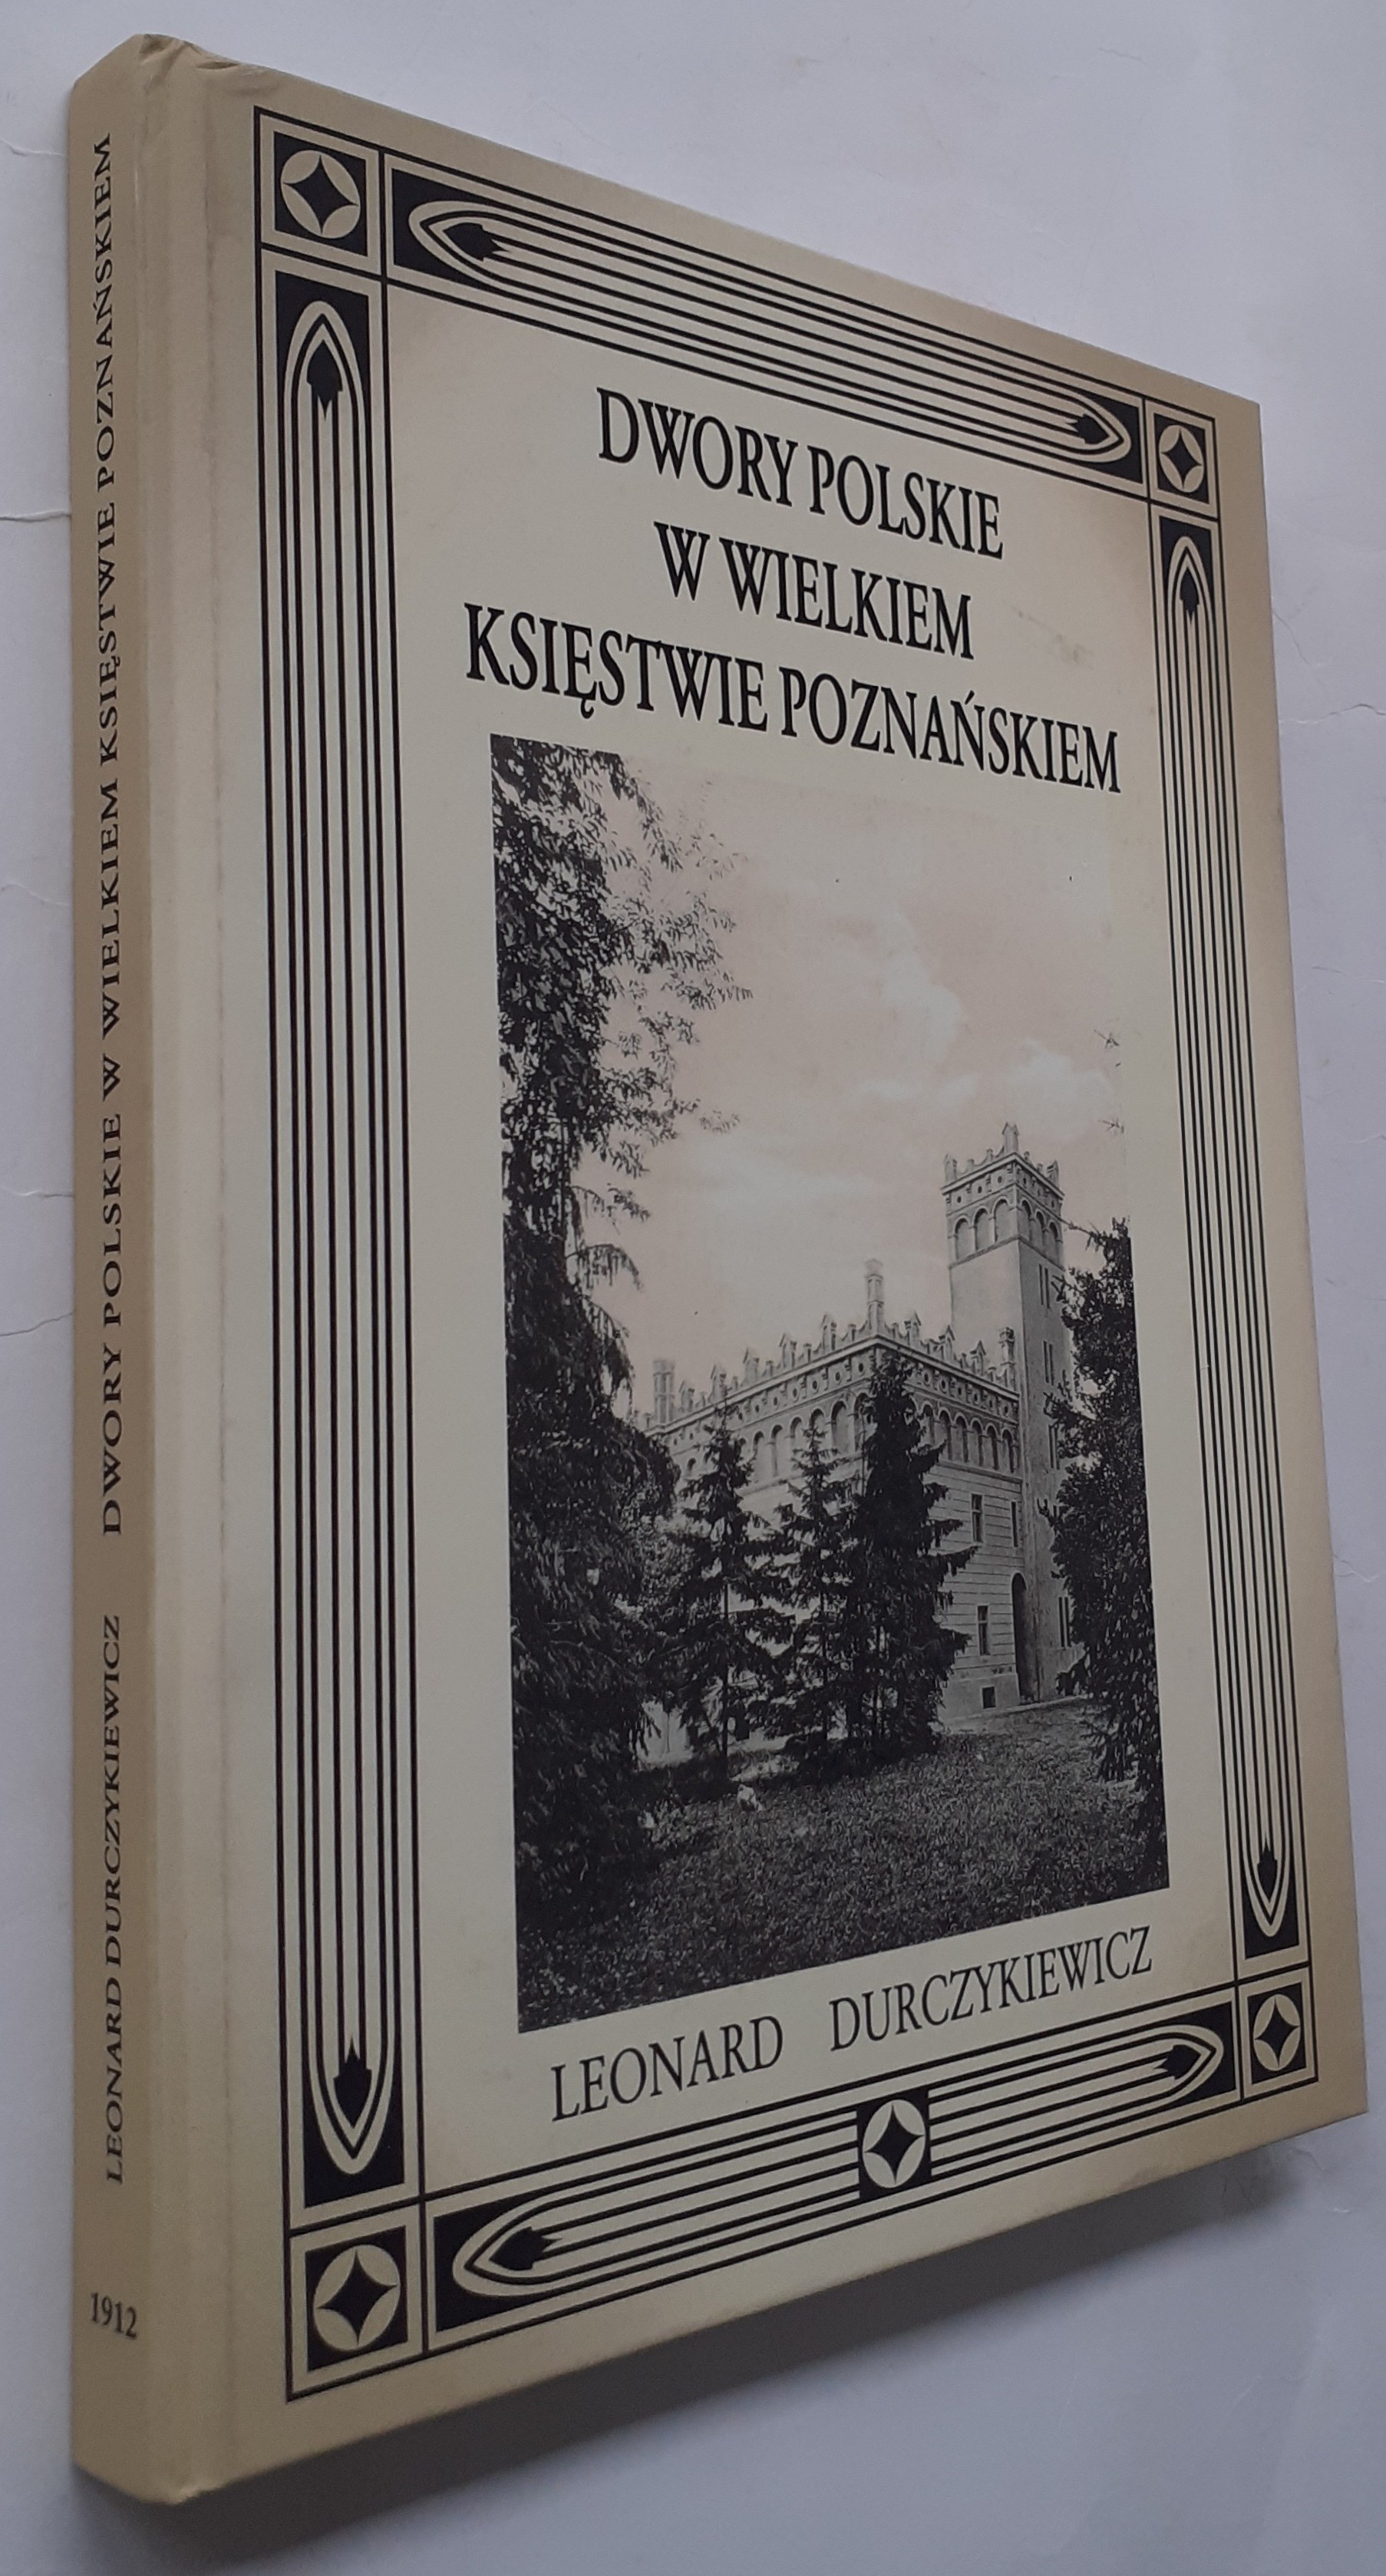 DWORY POLSKIE
W WIELKIEM
KSIĘSTWIE POZNAŃSKIEM
LEONARD DURCZYKIEWICZ
LEONARD DURCZYKIEWICZ DWORY POLSKIE W WIELKIEM KSIĘSTWIE POZNAŃSKIEM
1912